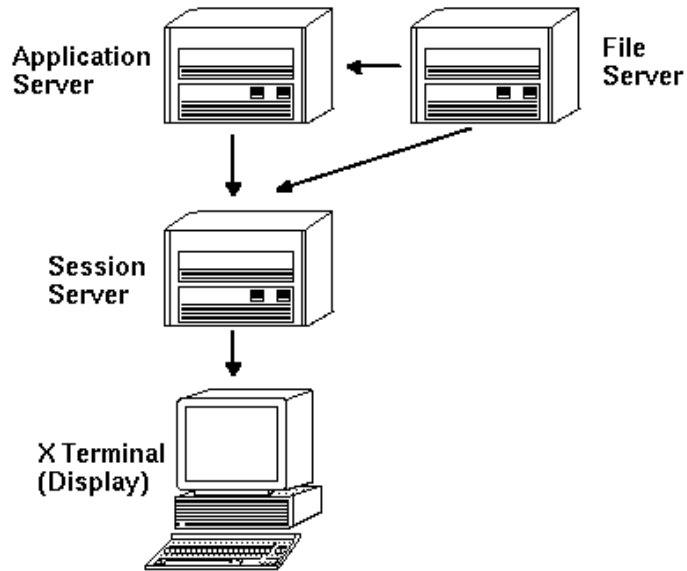 Application
Server
File
Server
Session
Server
X Terminal
(Display)